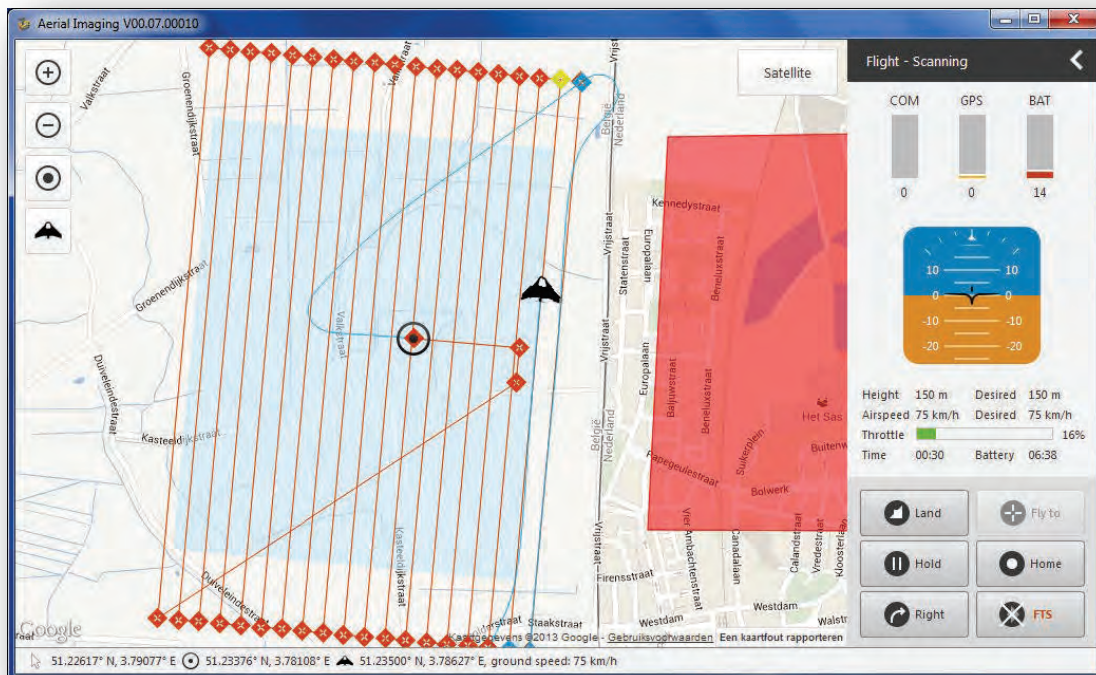 Aerial Imaging V00.07.00010
Satellite
Flight - Scanning
COM GPS BAT
0 0 14
10 10
0 0
-10 -10
-20 -20
Height 150 m Desired 150 m
Airspeed 75 km/h Desired 75 km/h
Throttle 16%
Time 00:30 Battery 06:38
Land Fly to
Hold Home
Right FTS
Valkstraat
Groenendijkstraat
Groenendijkstraat
Valkstraat
Duiveleindestraat
Kasteeldijkstraat
Kasteeldijkstraat
Duiveleindestraat
België
Nederland
Vrijstraat
Kennedystraat
Statenstraat
Europalaan
Beneluxstraat
Vrijstraat
Europalaan
Baljuwstraat
Beneluxstraat
Het Sas
Suikerplein
België
Nederland
Papegeulestraat
Bolwerk
Vrijstraat
Vier Ambachtenstraat
Canadalaan
Calandstraat
Vredestraat
Firensstraat
Westdam
Westdam
Staakstraat
Google
Kaartgegevens ©2013 Google - Gebruiksvoorwaarden Een kaartfout rapporteren
51.22617° N, 3.79077° E 51.23376° N, 3.78108° E 51.23500° N, 3.78627° E, ground speed: 75 km/h